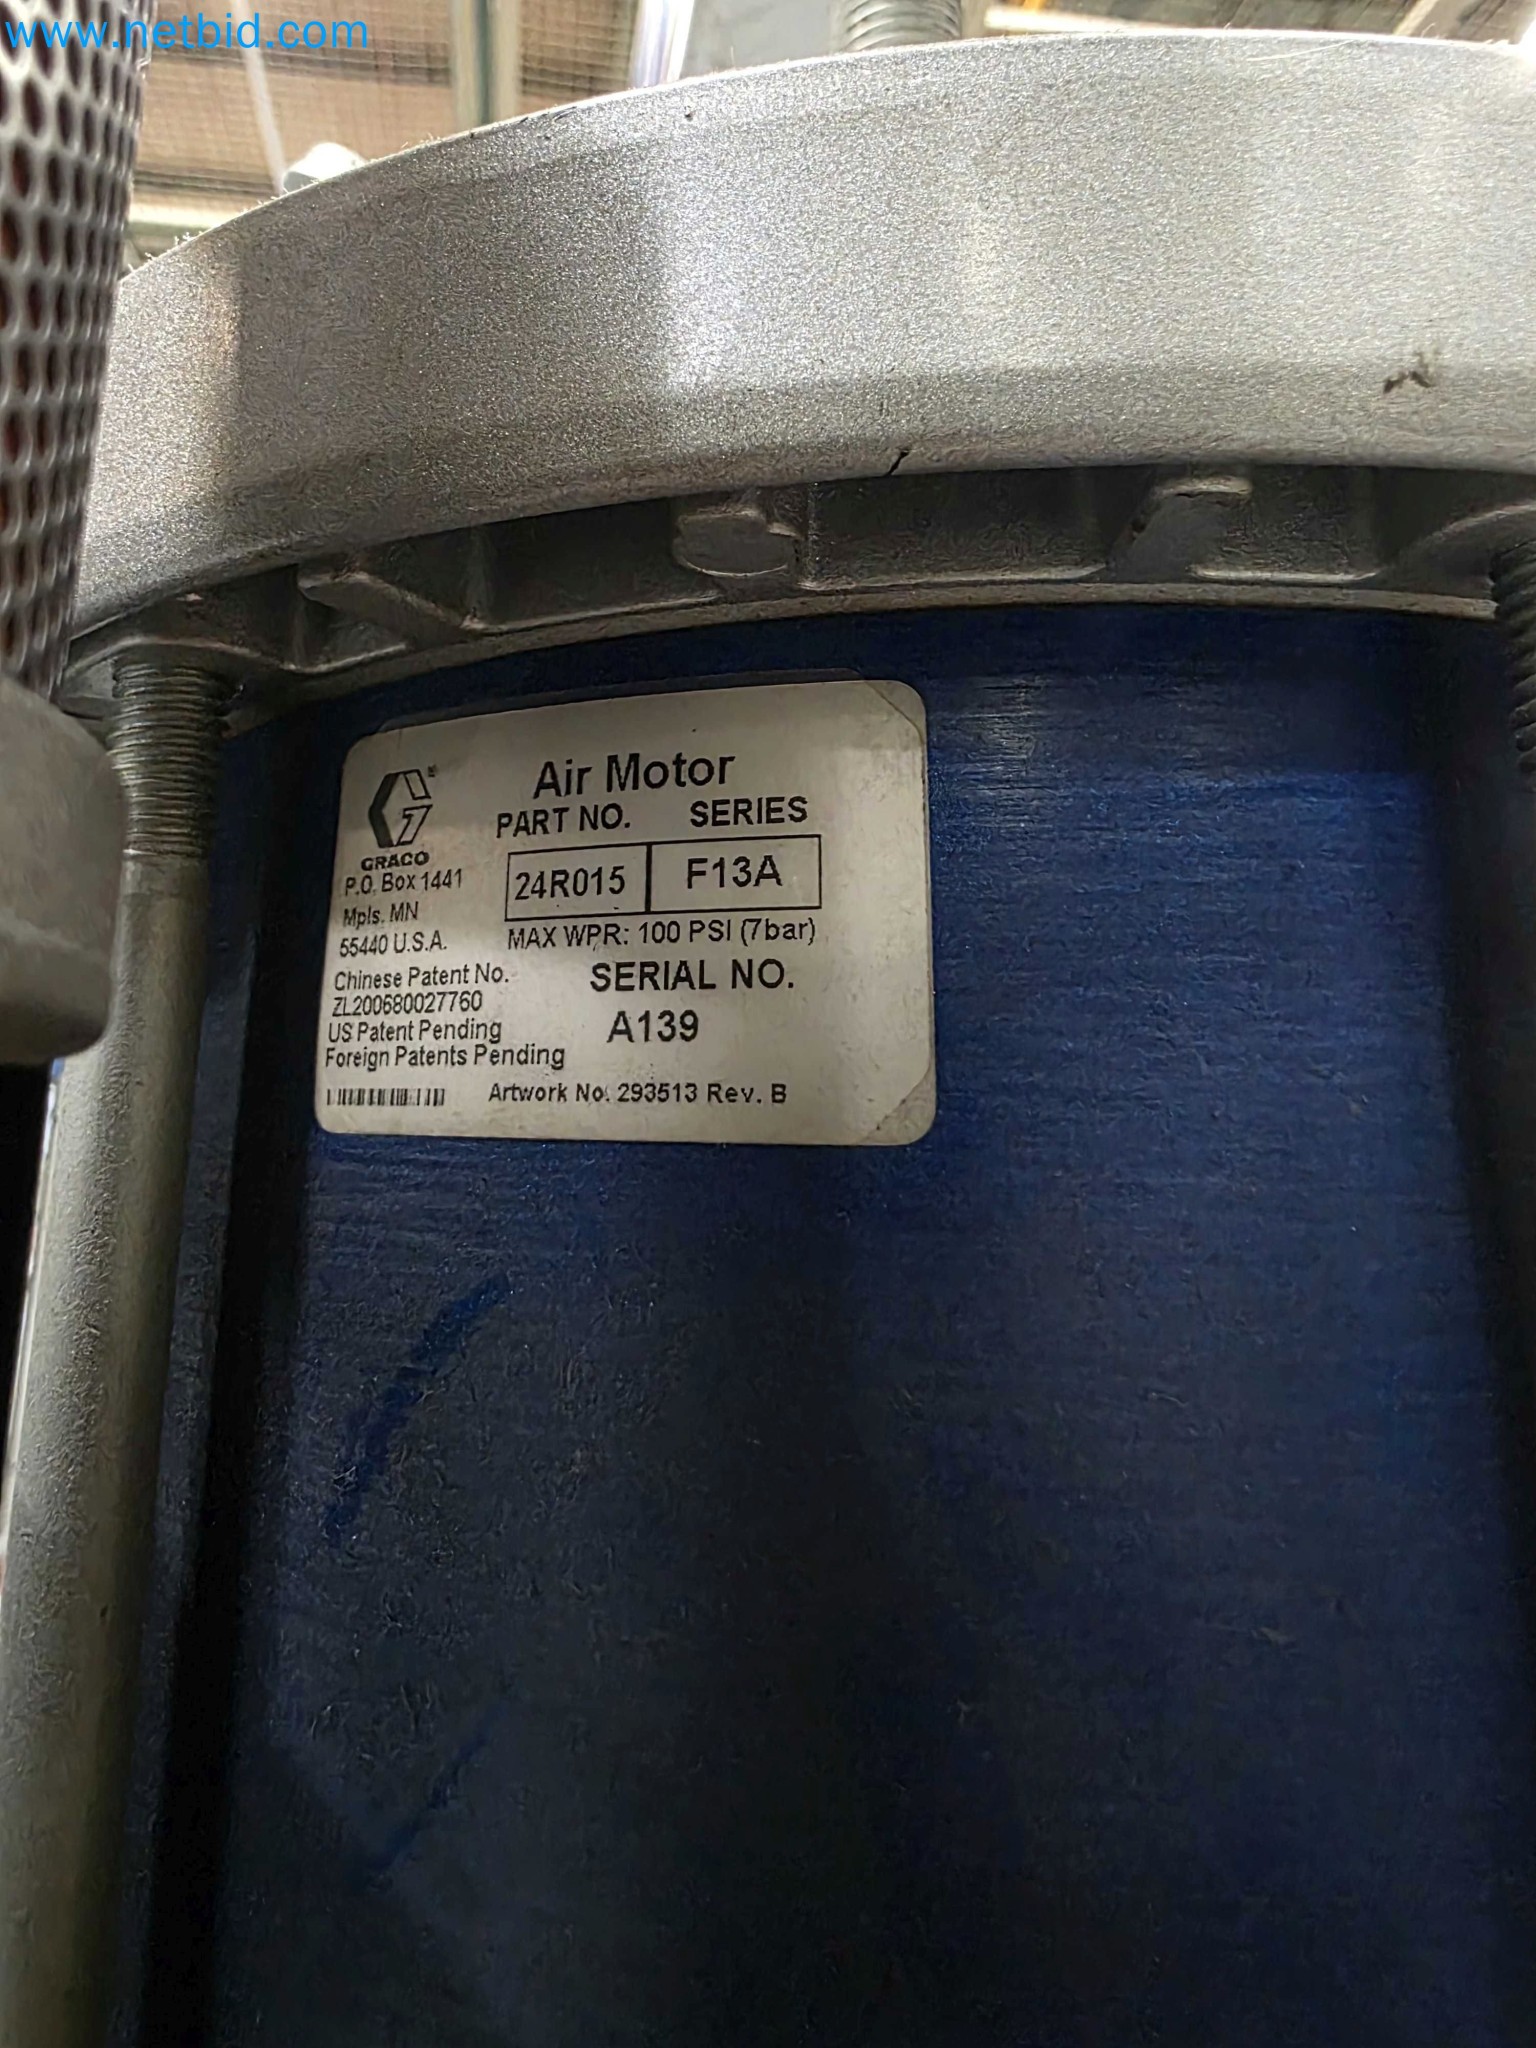 www.netbid.com
Air Motor
PART NO. SERIES
24R015 F13A
MAX WPR: 100 PSI (7bar)
SERIAL NO.
A139
GRACO
P.O. Box 1441
Mpls. MN
55440 U.S.A.
Chinese Patent No.
ZL200680027760
US Patent Pending
Foreign Patents Pending
Artwork No. 293513 Rev. B